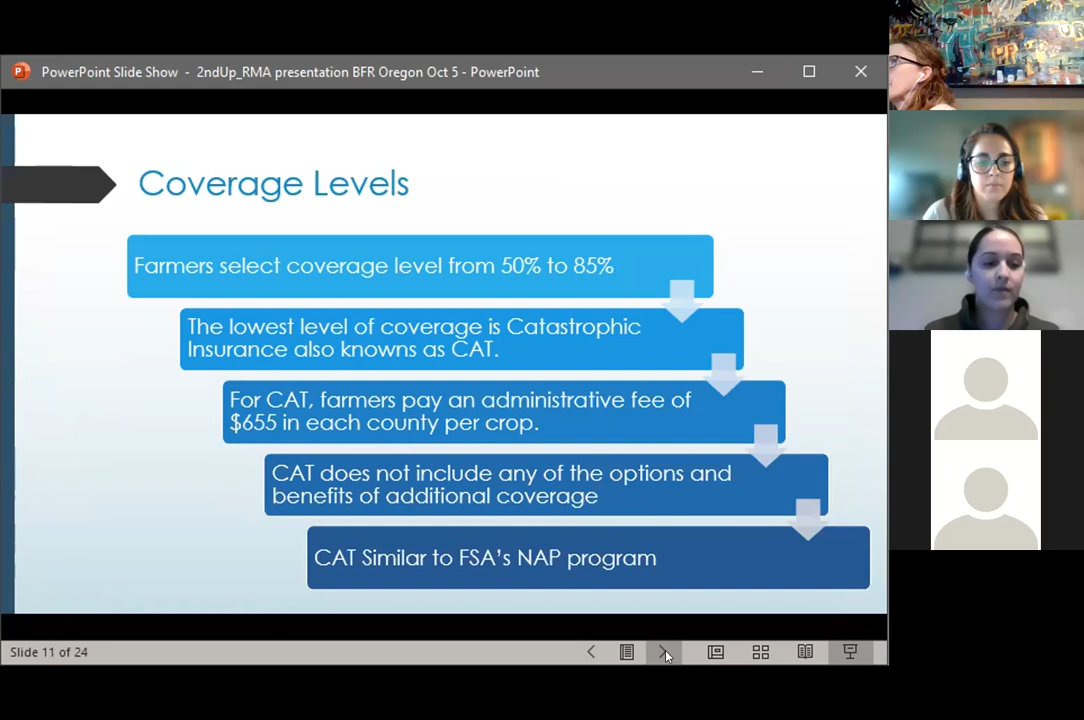 PowerPoint Slide Show - 2ndUp_RMA presentation BFR Oregon Oct 5 - PowerPoint
Coverage Levels
Farmers select coverage level from 50% to 85%
The lowest level of coverage is Catastrophic
Insurance also knowns as CAT.
For CAT, farmers pay an administrative fee of
$655 in each county per crop.
CAT does not include any of the options and
benefits of additional coverage
CAT Similar to FSA's NAP program
Slide 11 of 24